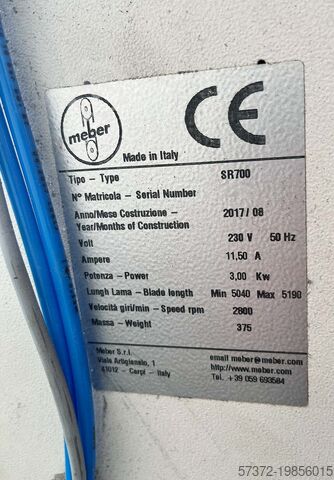 meber
CE
Made in Italy
Tipo - Type SR700
N° Matricola - Serial Number
Anno/Mese Costruzione - 2017/08
Year/Months of Construction
Volt 230 V 50 Hz
Ampere 11,50 A
Potenza - Power 3,00 Kw
Lungh Lama - Blade length Min 5040 Max 5190
Velocità giri/min - Speed rpm 2800
Massa - Weight 375
Meber S.r.l. email meber@meber.com
Viale Artigianato, 1 http://www.meber.com
41012 - Carpi - Italy Tel. +39 059 693584
57372-19856015